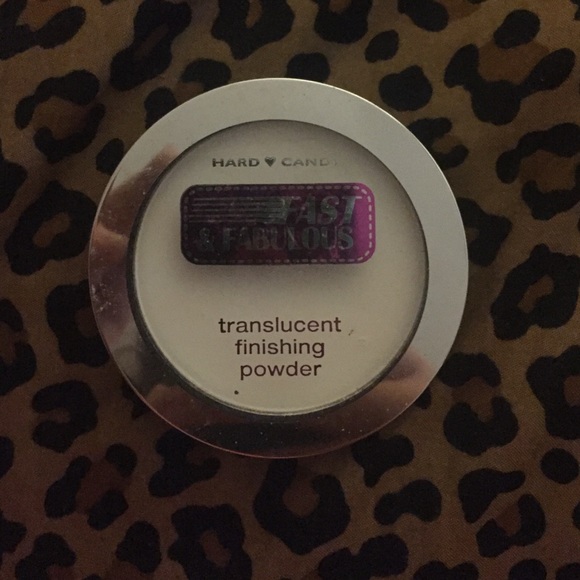 HARD CANDY
FAST
& FABULOUS
translucent
finishing
powder